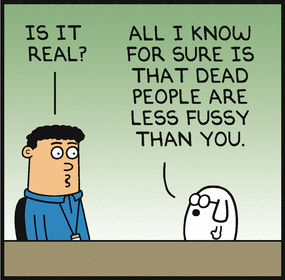 IS IT
REAL?
ALL I KNOW
FOR SURE IS
THAT DEAD
PEOPLE ARE
LESS FUSSY
THAN YOU.